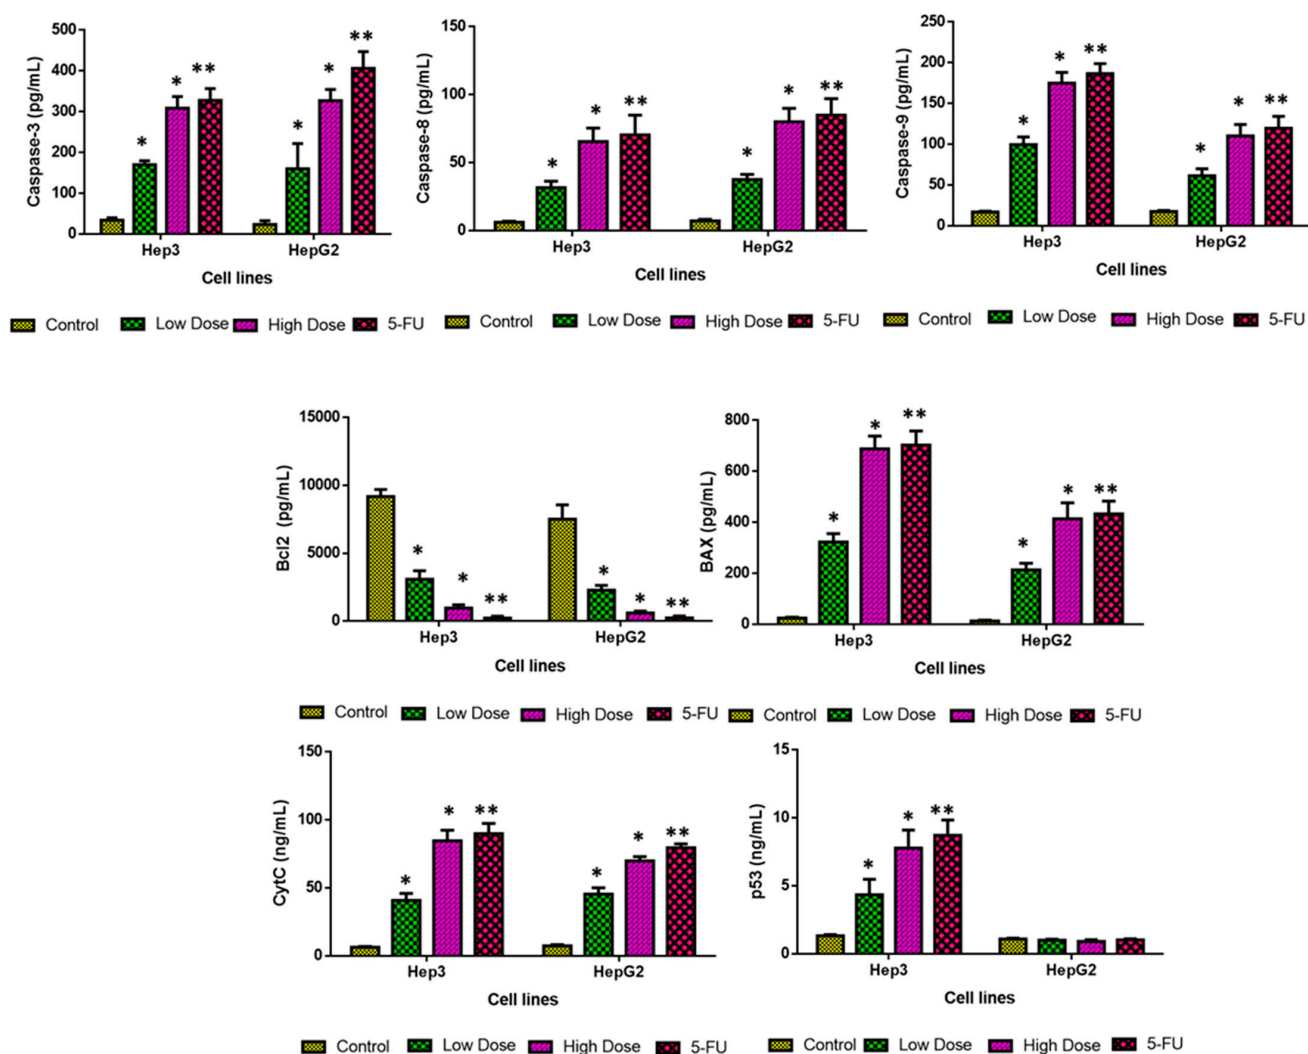 Caspase-3 (pg/mL)
500
400
300
200
100
0
* * ** * * **
Hep3 HepG2
Cell lines
Caspase-8 (pg/mL)
150
100
50
0
* * ** * * **
Hep3 HepG2
Cell lines
Caspase-9 (pg/mL)
250
200
150
100
50
0
* * ** * * **
Hep3 HepG2
Cell lines
Control Low Dose High Dose 5-FU Control Low Dose High Dose 5-FU Control Low Dose High Dose 5-FU
Bcl2 (pg/mL)
15000
10000
5000
0
* * ** * * **
Hep3 HepG2
Cell lines
BAX (pg/mL)
800
600
400
200
0
* * ** * * **
Hep3 HepG2
Cell lines
Control Low Dose High Dose 5-FU Control Low Dose High Dose 5-FU
CytC (ng/mL)
150
100
50
0
* * ** * * **
Hep3 HepG2
Cell lines
p53 (ng/mL)
15
10
5
0
* * **
Hep3 HepG2
Cell lines
Control Low Dose High Dose 5-FU Control Low Dose High Dose 5-FU